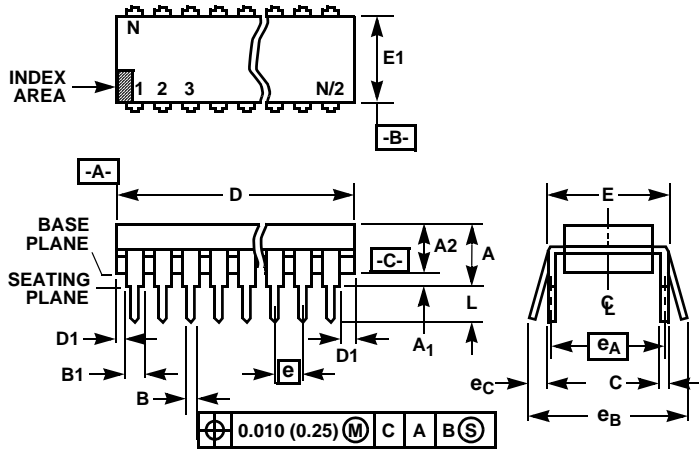 N
E1
INDEX
AREA
1 2 3 N/2
-B-
-A-
D
E
BASE
PLANE
A2
A
-C-
SEATING
PLANE
L
C
L
D1
A1
D1
eA
B1
e
eC
C
B
eB
0.010 (0.25) M C A B S